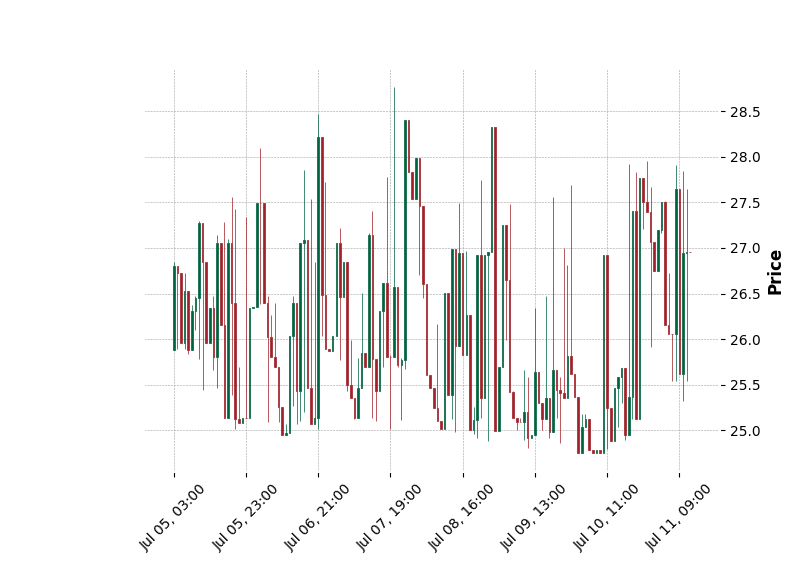 28.5
28.0
27.5
27.0
26.5
26.0
25.5
25.0
Price
Jul 05, 03:00
Jul 05, 23:00
Jul 06, 21:00
Jul 07, 19:00
Jul 08, 16:00
Jul 09, 13:00
Jul 10, 11:00
Jul 11, 09:00